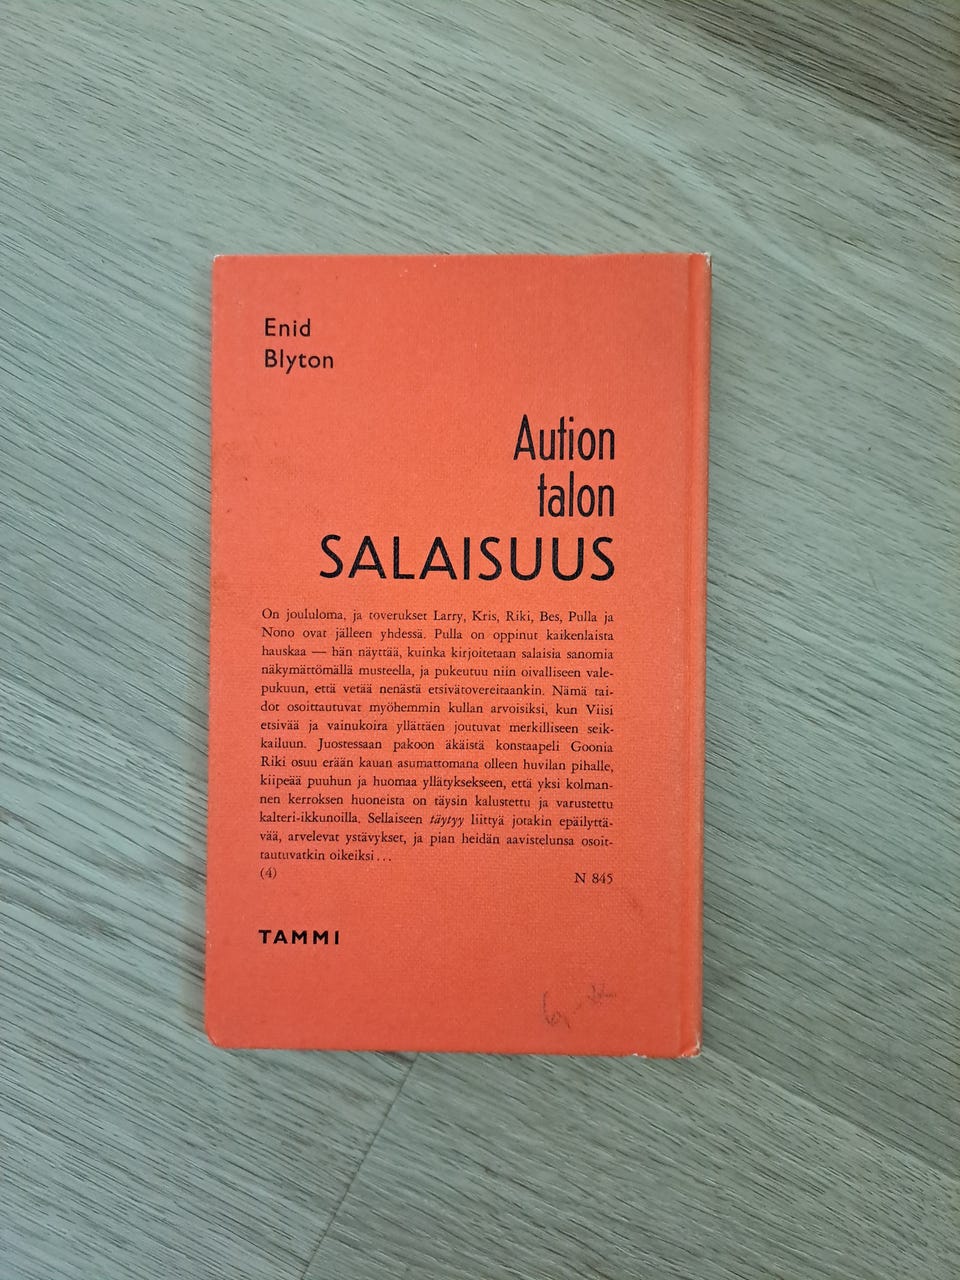 Enid
Blyton
Aution
talon
SALAISUUS
On joululoma, ja toverukset Larry, Kris, Riki, Bes, Pulla ja
Nono ovat jälleen yhdessä. Pulla on oppinut kaikenlaista
hauskaa — hän näyttää, kuinka kirjoitetaan salaisia sanomia
näkymättömällä musteella, ja pukeutuu niin oivalliseen vale-
pukuun, että vetää nenästä etsivätovereitaankin. Nämä tai-
dot osoittautuvat myöhemmin kullan arvoisiksi, kun Viisi
etsivää ja vainukoira yllättäen joutuvat merkilliseen seik-
kailuun. Juostessaan pakoon äkäistä konstaapeli Goonia
Riki osuu erään kauan asumattomana olleen huvilan pihalle,
kiipeää puuhun ja huomaa yllätyksekseen, että yksi kolman-
nen kerroksen huoneista on täysin kalustettu ja varustettu
kalteri-ikkunoilla. Sellaiseen täytyy liittyä jotakin epäilyttä-
vää, arvelevat ystävykset, ja pian heidän aavistelunsa osoit-
tautuvatkin oikeiksi...
(4) N 845
TAMMI